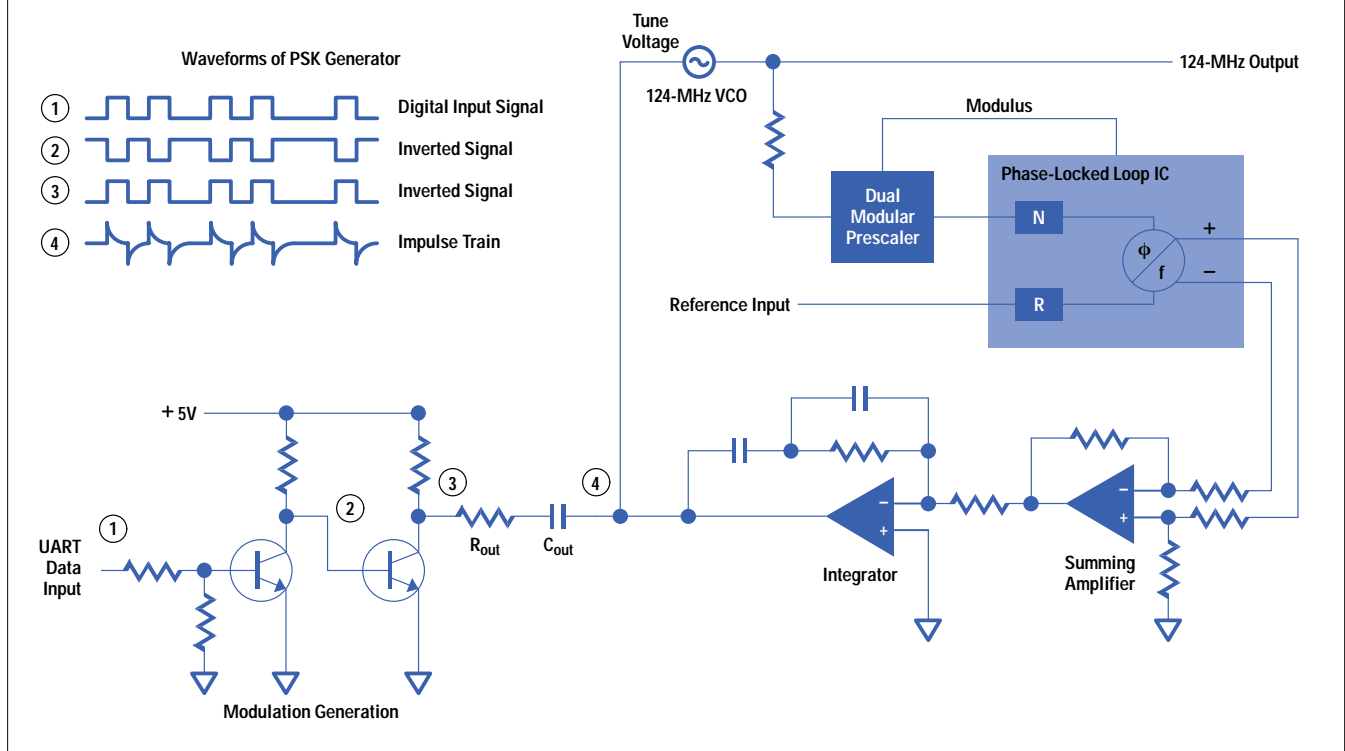 Waveforms of PSK Generator
1
Digital Input Signal
2
Inverted Signal
3
Inverted Signal
4
Impulse Train
Tune
Voltage
124-MHz VCO
124-MHz Output
Modulus
Dual
Modular
Prescaler
Phase-Locked Loop IC
N
ϕ
f
+
−
R
Reference Input
+ 5V
1
UART
Data
Input
2
3
Rout
Cout
4
−
+
Integrator
−
+
Summing
Amplifier
Modulation Generation